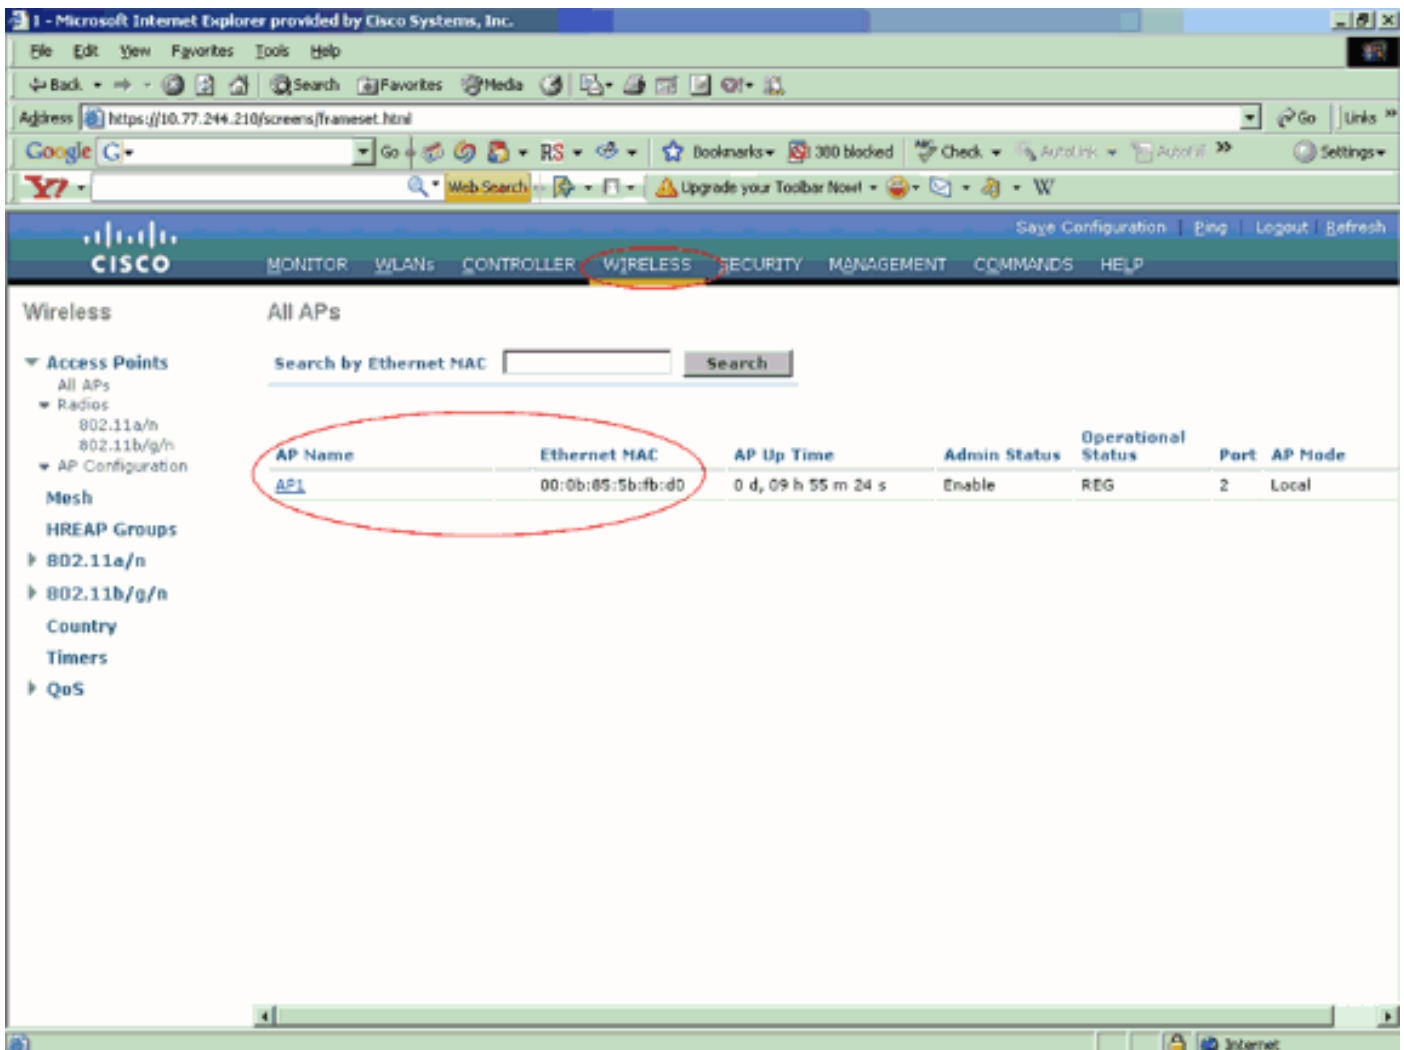 1 - Microsoft Internet Explorer provided by Cisco Systems, Inc.
File Edit View Favorites Tools Help
Back Search Favorites Media
Address https://10.77.244.210/screens/frameset.html Go Links »
Google G Go RS Bookmarks 380 blocked Check AutoLink AutoFill » Settings
Y7 Web Search Upgrade your Toolbar Now! W
Save Configuration | Ping | Logout | Refresh
CISCO MONITOR WLANs CONTROLLER WIRELESS SECURITY MANAGEMENT COMMANDS HELP
Wireless
Access Points
All APs
Radios
802.11a/n
802.11b/g/n
AP Configuration
Mesh
HREAP Groups
802.11a/n
802.11b/g/n
Country
Timers
QoS
All APs
Search by Ethernet MAC Search
AP Name Ethernet MAC AP Up Time Admin Status Operational Status Port AP Mode
AP1 00:0b:85:5b:fb:d0 0 d, 09 h 55 m 24 s Enable REG 2 Local
Internet